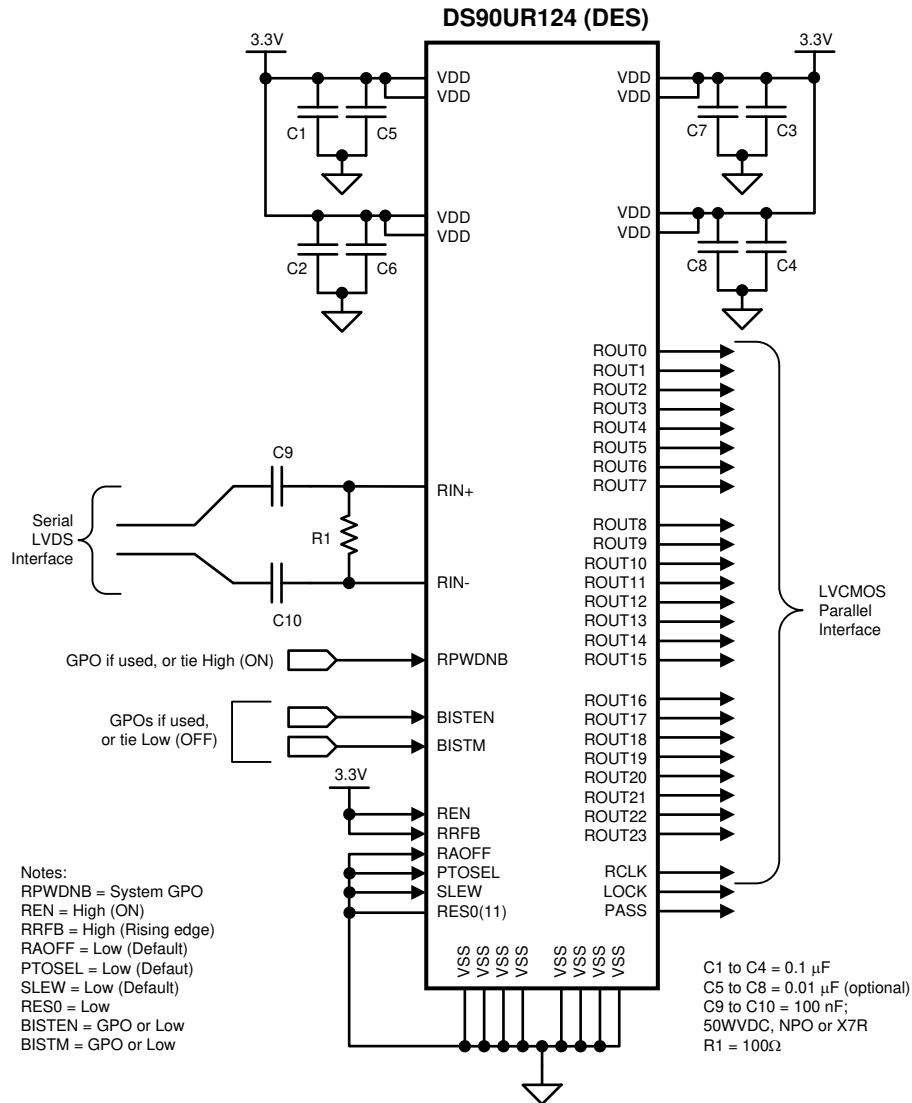 DS90UR124 (DES)
3.3V
3.3V
VDD
VDD
VDD
VDD
C1
C5
C7
C3
VDD
VDD
VDD
VDD
C2
C6
C8
C4
ROUT0
ROUT1
ROUT2
ROUT3
ROUT4
ROUT5
ROUT6
ROUT7
C9
RIN+
Serial
LVDS
Interface
R1
RIN-
C10
ROUT8
ROUT9
ROUT10
ROUT11
ROUT12
ROUT13
ROUT14
ROUT15
LVCMOS
Parallel
Interface
GPO if used, or tie High (ON)
RPWDNB
GPOs if used,
or tie Low (OFF)
BISTEN
BISTM
ROUT16
ROUT17
ROUT18
ROUT19
ROUT20
ROUT21
ROUT22
ROUT23
3.3V
REN
RRFB
RAOFF
PTOSEL
SLEW
RES0(11)
RCLK
LOCK
PASS
VSS
VSS
VSS
VSS
VSS
VSS
VSS
VSS
Notes:
RPWDNB = System GPO
REN = High (ON)
RRFB = High (Rising edge)
RAOFF = Low (Default)
PTOSEL = Low (Defaut)
SLEW = Low (Default)
RES0 = Low
BISTEN = GPO or Low
BISTM = GPO or Low
C1 to C4 = 0.1 μF
C5 to C8 = 0.01 μF (optional)
C9 to C10 = 100 nF;
50WVDC, NPO or X7R
R1 = 100Ω